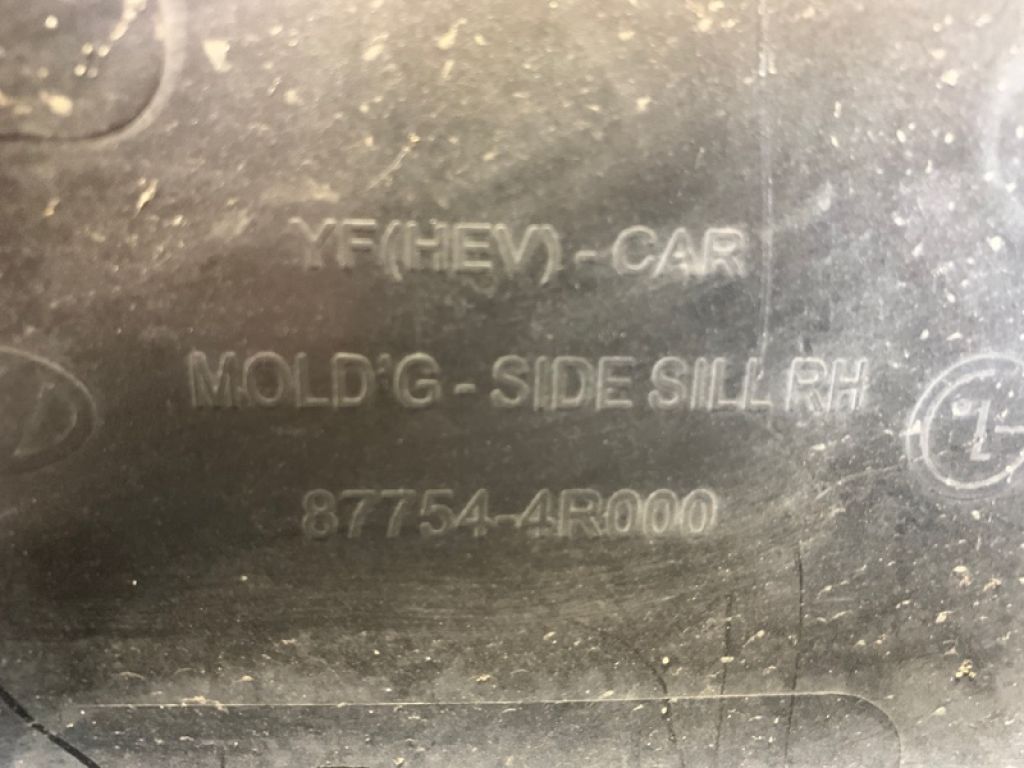 YF(HEV)-CAR
MOLD'G-SIDE SILL RH
87754-4R000